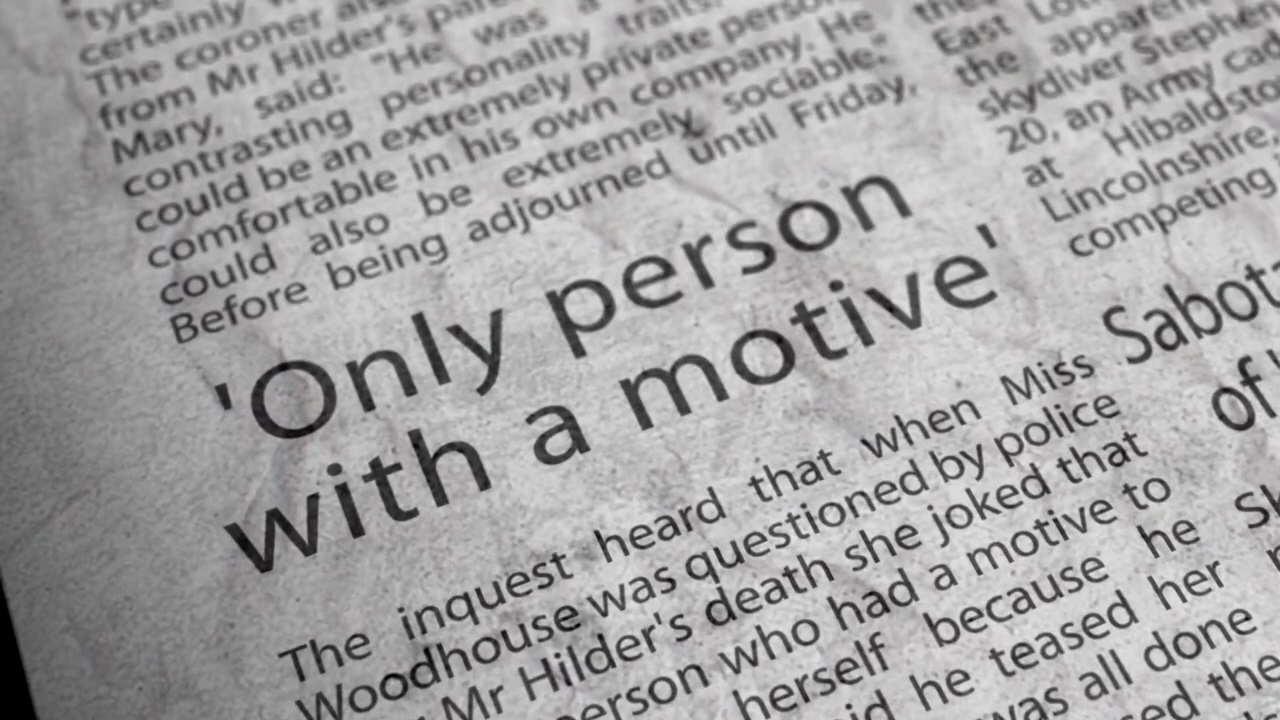 "type
certainly
The coroner
from Mr Hilder's
Mary, said: "He was a
contrasting personality traits.
could be an extremely private person
comfortable in his own company. He
could also be extremely sociable."
Before being adjourned until Friday,
'Only person
with a motive'
The inquest heard that when Miss
Woodhouse was questioned by police
Mr Hilder's death she joked that
person who had a motive to
herself because he
he teased her
was all done
the
East
the
skydiver Stephen
20, an Army
at Hibaldstow
Lincolnshire,
competing
of